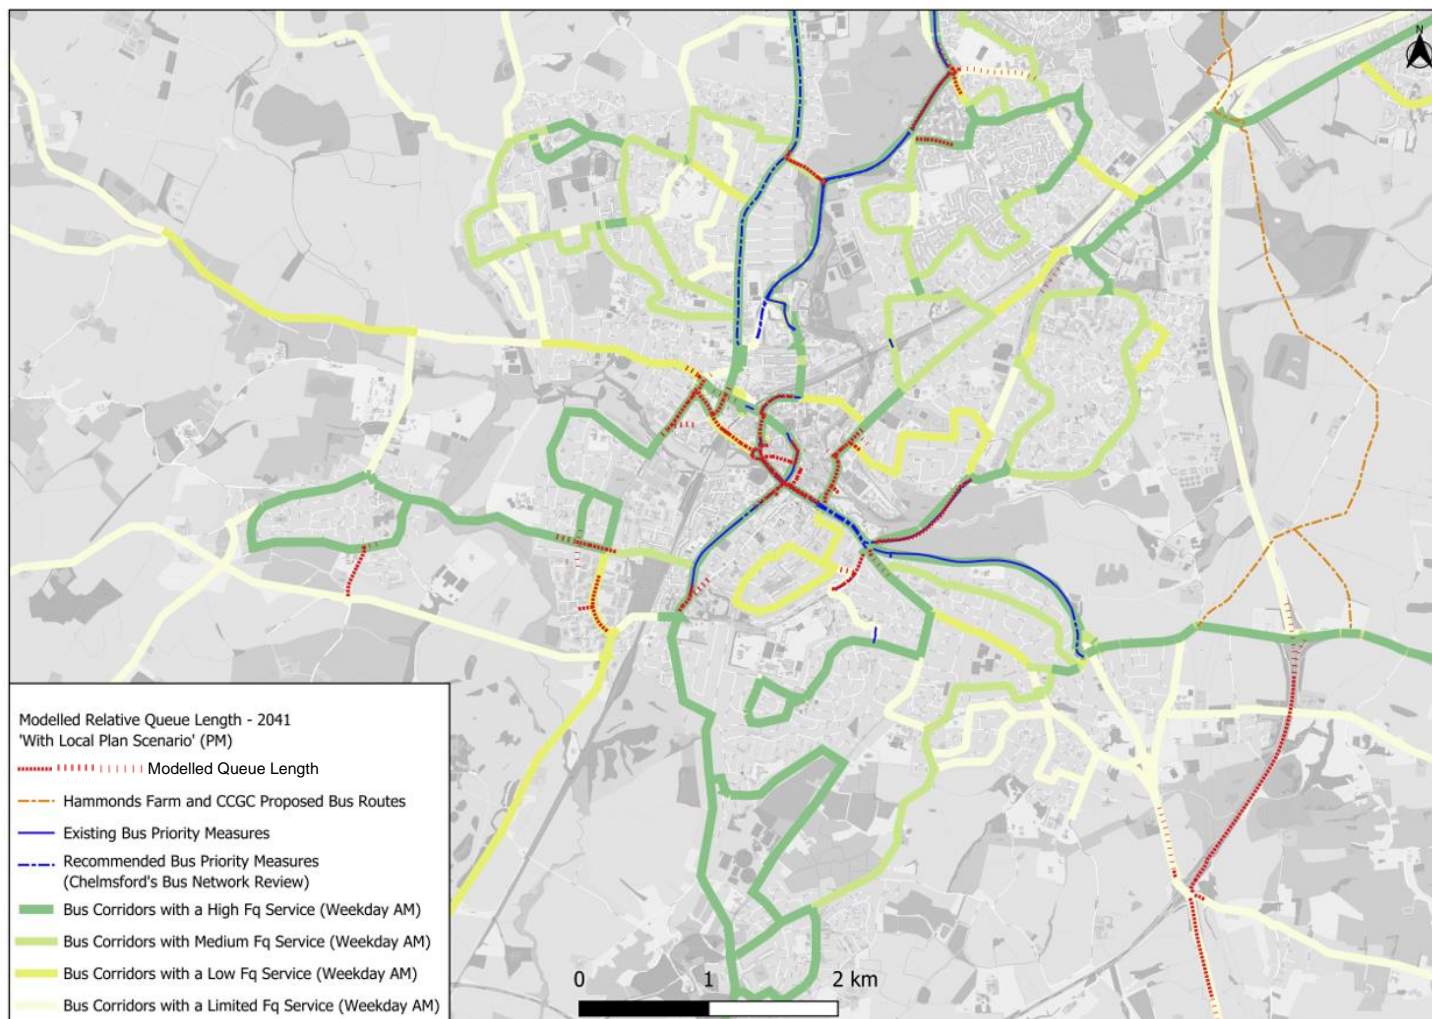 N
Modelled Relative Queue Length - 2041
'With Local Plan Scenario' (PM)
Modelled Queue Length
Hammonds Farm and CCGC Proposed Bus Routes
Existing Bus Priority Measures
Recommended Bus Priority Measures
(Chelmsford's Bus Network Review)
Bus Corridors with a High Fq Service (Weekday AM)
Bus Corridors with Medium Fq Service (Weekday AM)
Bus Corridors with a Low Fq Service (Weekday AM)
Bus Corridors with a Limited Fq Service (Weekday AM)
0 1 2 km